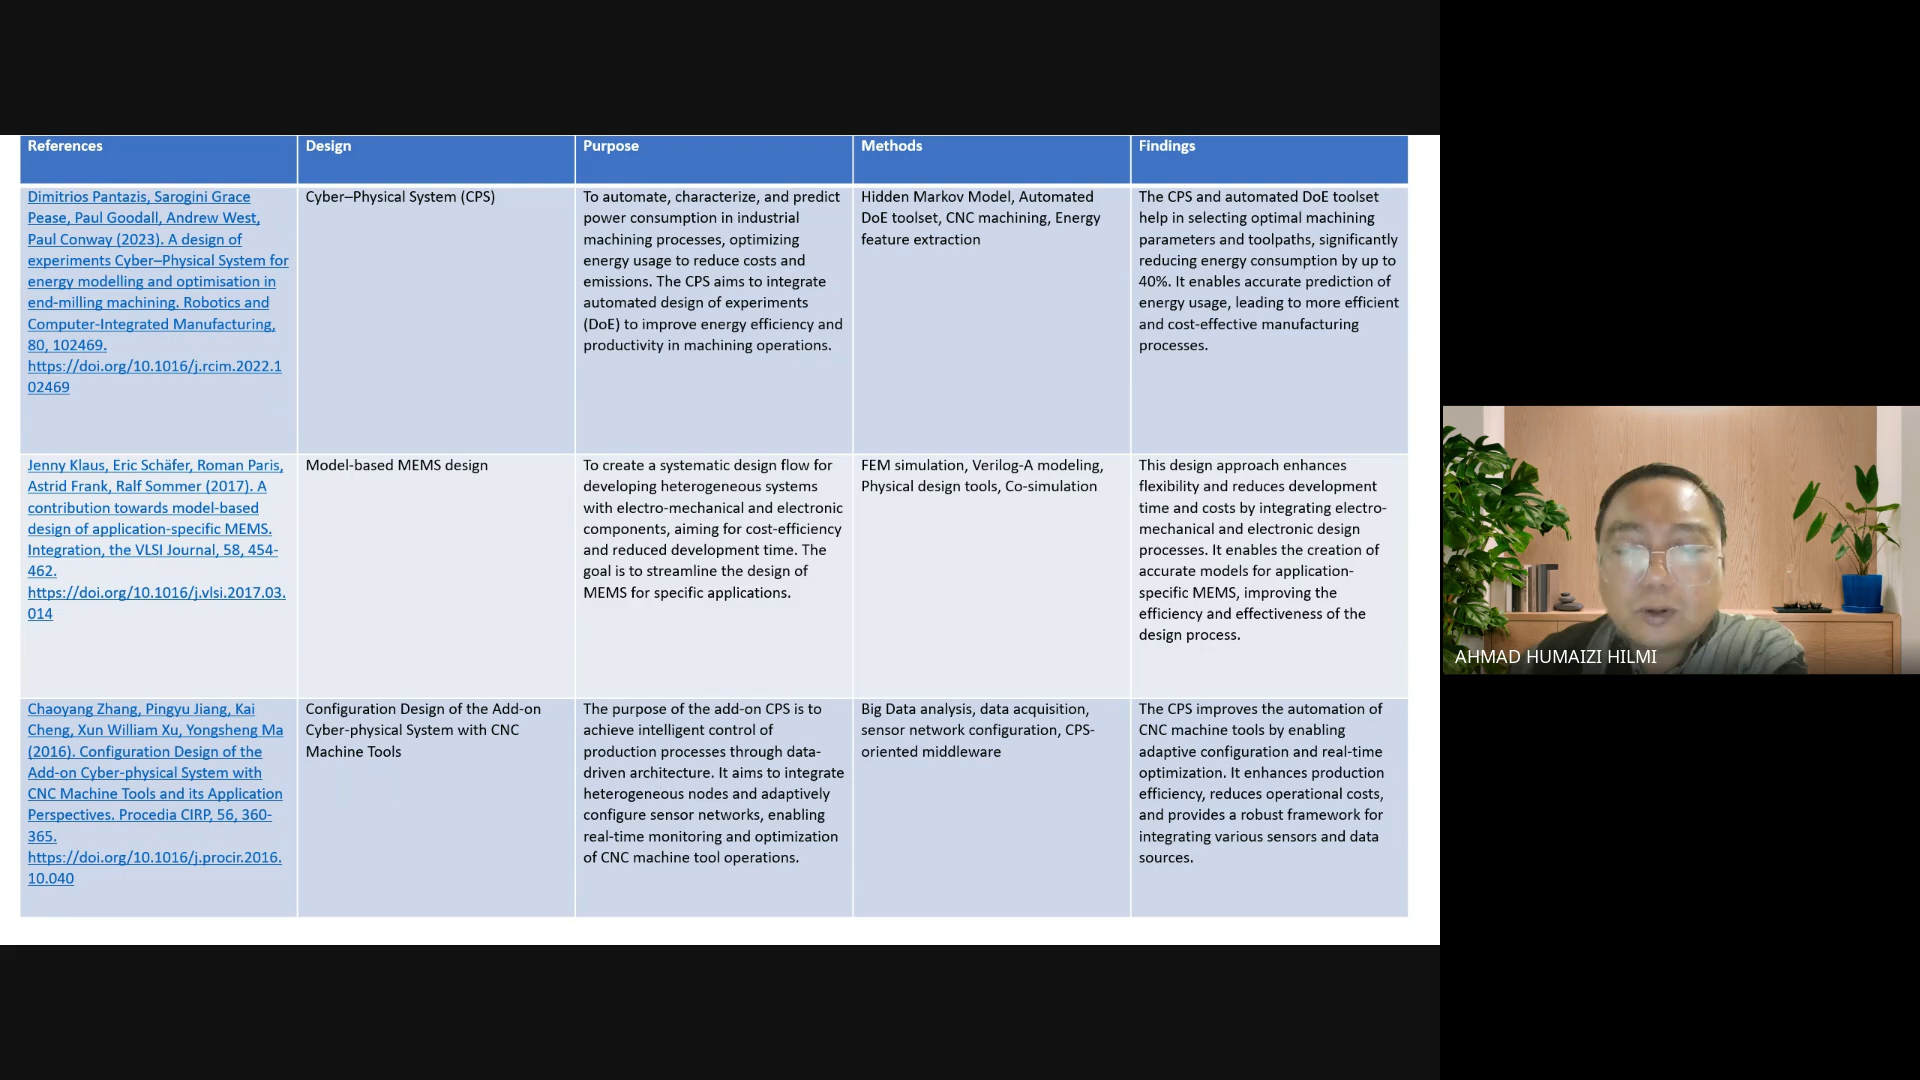 References
Design
Purpose
Methods
Findings
Dimitrios Pantazis, Sarogini Grace
Pease, Paul Goodall, Andrew West,
Paul Conway (2023). A design of
experiments Cyber–Physical System for
energy modelling and optimisation in
end-milling machining. Robotics and
Computer-Integrated Manufacturing,
80, 102469.
https://doi.org/10.1016/j.rcim.2022.1
02469
Cyber–Physical System (CPS)
To automate, characterize, and predict
power consumption in industrial
machining processes, optimizing
energy usage to reduce costs and
emissions. The CPS aims to integrate
automated design of experiments
(DoE) to improve energy efficiency and
productivity in machining operations.
Hidden Markov Model, Automated
DoE toolset, CNC machining, Energy
feature extraction
The CPS and automated DoE toolset
help in selecting optimal machining
parameters and toolpaths, significantly
reducing energy consumption by up to
40%. It enables accurate prediction of
energy usage, leading to more efficient
and cost-effective manufacturing
processes.
Jenny Klaus, Eric Schäfer, Roman Paris,
Astrid Frank, Ralf Sommer (2017). A
contribution towards model-based
design of application-specific MEMS.
Integration, the VLSI Journal, 58, 454-
462.
https://doi.org/10.1016/j.vlsi.2017.03.
014
Model-based MEMS design
To create a systematic design flow for
developing heterogeneous systems
with electro-mechanical and electronic
components, aiming for cost-efficiency
and reduced development time. The
goal is to streamline the design of
MEMS for specific applications.
FEM simulation, Verilog-A modeling,
Physical design tools, Co-simulation
This design approach enhances
flexibility and reduces development
time and costs by integrating electro-
mechanical and electronic design
processes. It enables the creation of
accurate models for application-
specific MEMS, improving the
efficiency and effectiveness of the
design process.
Chaoyang Zhang, Pingyu Jiang, Kai
Cheng, Xun William Xu, Yongsheng Ma
(2016). Configuration Design of the
Add-on Cyber-physical System with
CNC Machine Tools and its Application
Perspectives. Procedia CIRP, 56, 360-
365.
https://doi.org/10.1016/j.procir.2016.
10.040
Configuration Design of the Add-on
Cyber-physical System with CNC
Machine Tools
The purpose of the add-on CPS is to
achieve intelligent control of
production processes through data-
driven architecture. It aims to integrate
heterogeneous nodes and adaptively
configure sensor networks, enabling
real-time monitoring and optimization
of CNC machine tool operations.
Big Data analysis, data acquisition,
sensor network configuration, CPS-
oriented middleware
The CPS improves the automation of
CNC machine tools by enabling
adaptive configuration and real-time
optimization. It enhances production
efficiency, reduces operational costs,
and provides a robust framework for
integrating various sensors and data
sources.
AHMAD HUMAIZI HILMI